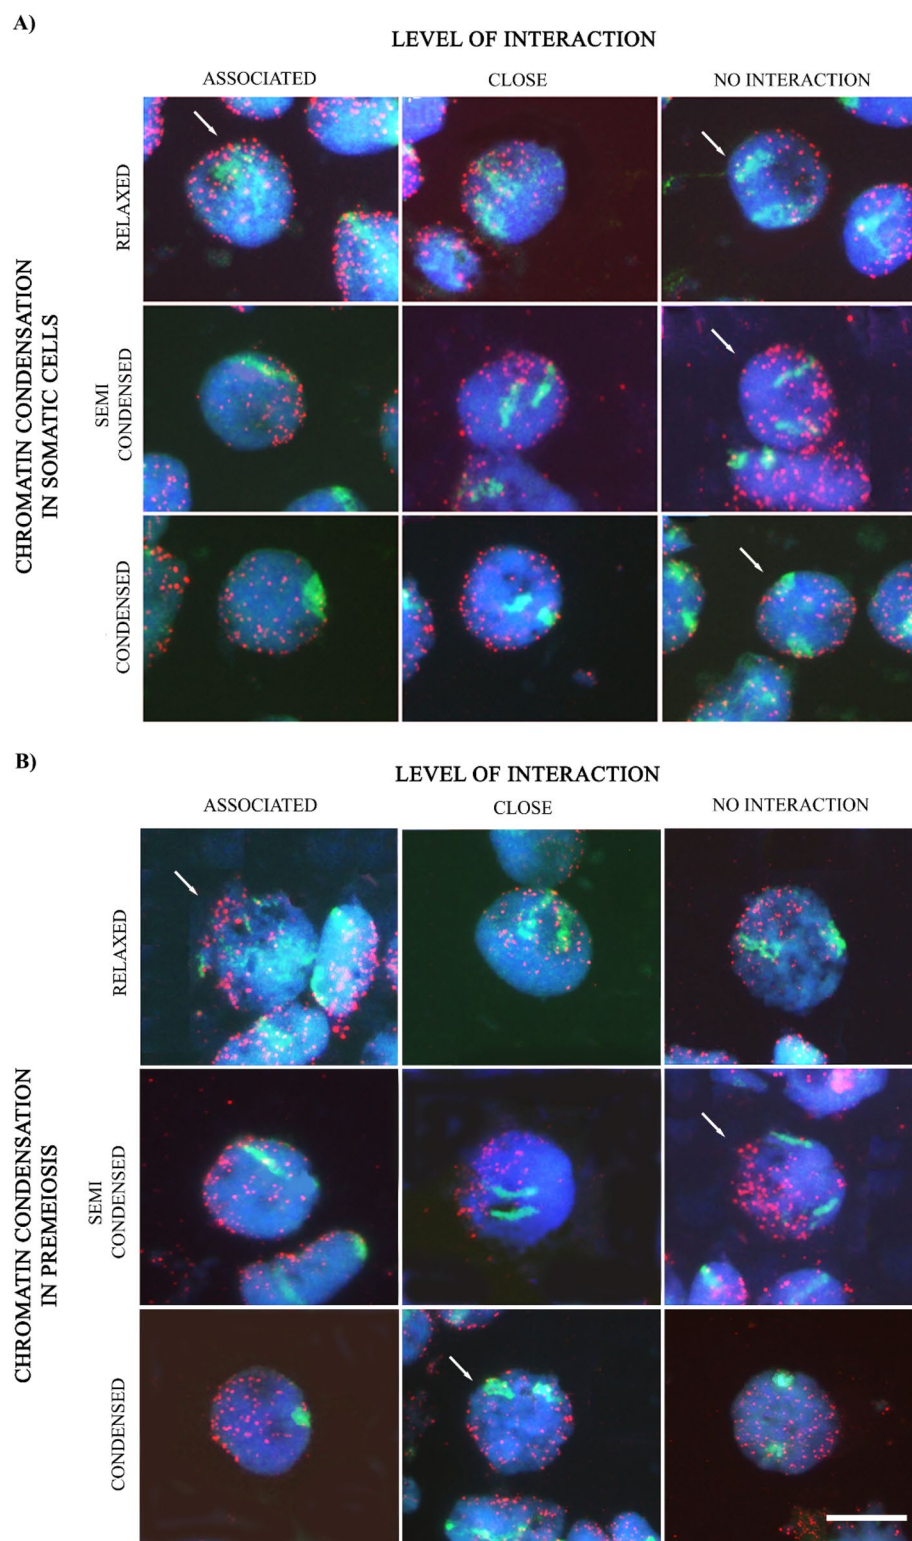 A)
LEVEL OF INTERACTION
ASSOCIATED
CLOSE
NO INTERACTION
CHROMATIN CONDENSATION
IN SOMATIC CELLS
RELAXED
SEMI
CONDENSED
CONDENSED
B)
LEVEL OF INTERACTION
ASSOCIATED
CLOSE
NO INTERACTION
CHROMATIN CONDENSATION
IN PREMEIOSIS
RELAXED
SEMI
CONDENSED
CONDENSED